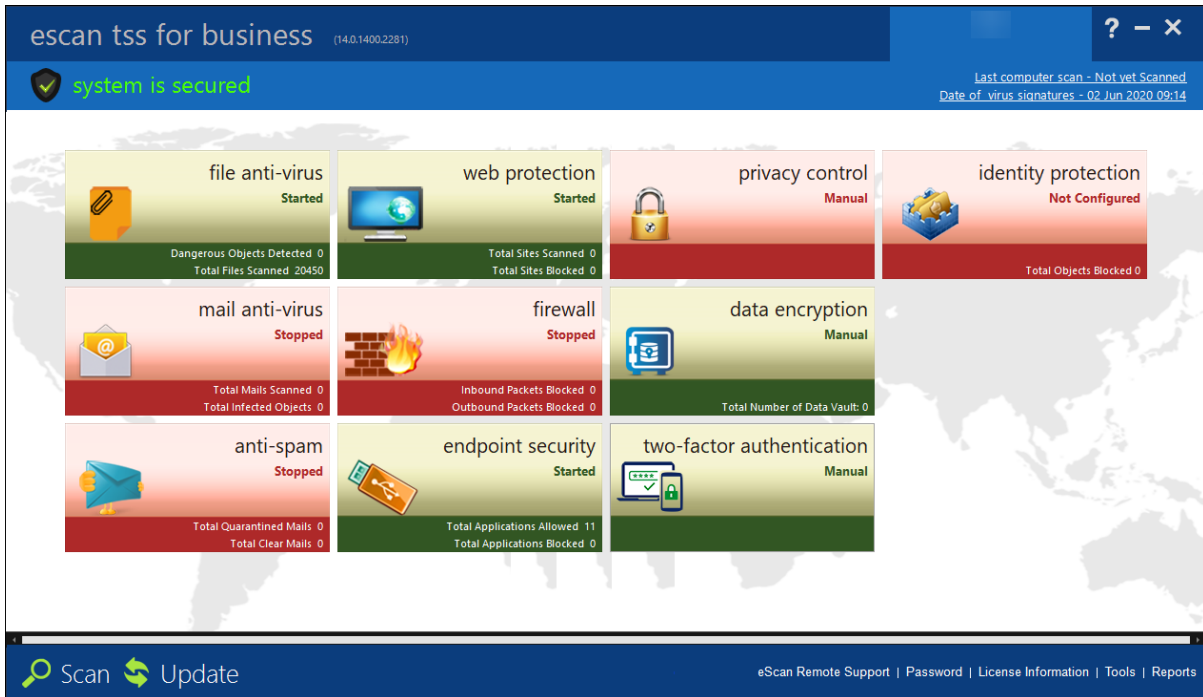 escan tss for business (14.0.1400.2281)
? – ×
system is secured
Last computer scan - Not yet Scanned
Date of virus signatures - 02 Jun 2020 09:14
file anti-virus
Started
Dangerous Objects Detected 0
Total Files Scanned 20450
web protection
Started
Total Sites Scanned 0
Total Sites Blocked 0
privacy control
Manual
identity protection
Not Configured
Total Objects Blocked 0
mail anti-virus
Stopped
Total Mails Scanned 0
Total Infected Objects 0
firewall
Stopped
Inbound Packets Blocked 0
Outbound Packets Blocked 0
data encryption
Manual
Total Number of Data Vault: 0
anti-spam
Stopped
Total Quarantined Mails 0
Total Clear Mails 0
endpoint security
Started
Total Applications Allowed 11
Total Applications Blocked 0
two-factor authentication
****
Manual
Scan Update
eScan Remote Support | Password | License Information | Tools | Reports